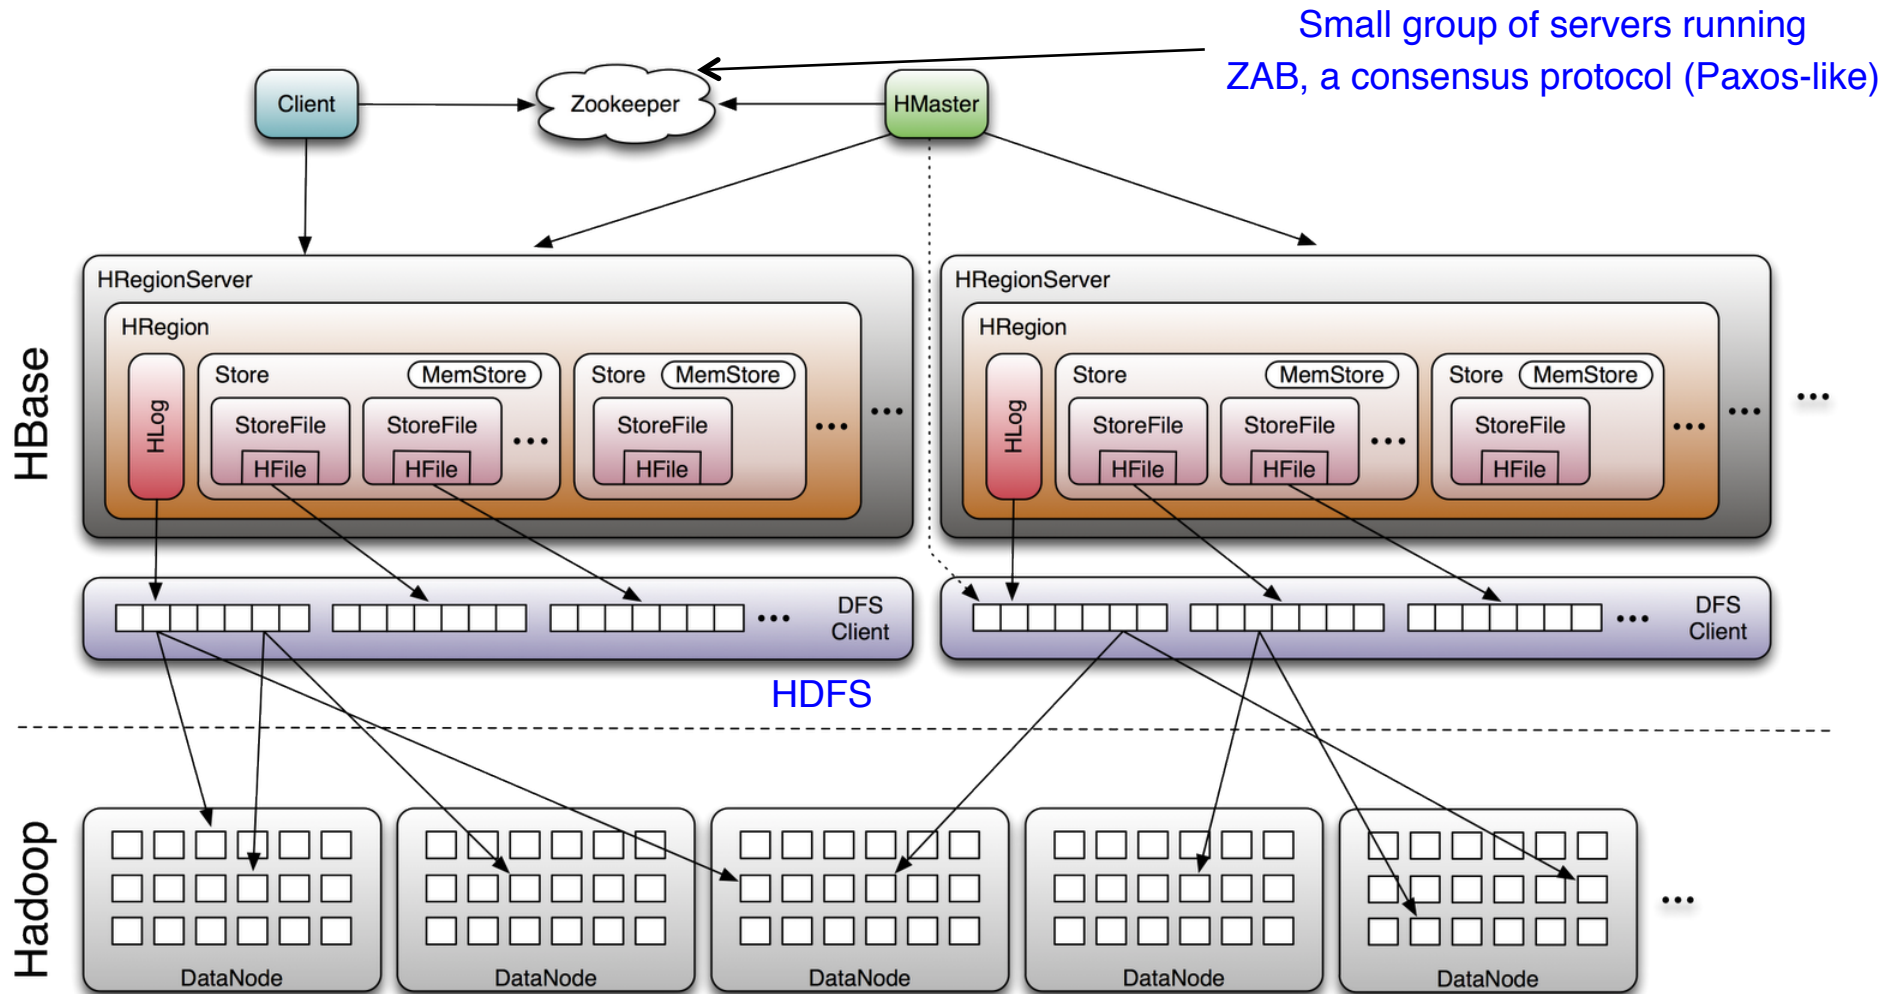 Small group of servers running
ZAB, a consensus protocol (Paxos-like)
Client
Zookeeper
HMaster
HBase
HRegionServer
HRegion
HLog
Store
MemStore
StoreFile
HFile
StoreFile
HFile
...
Store
MemStore
StoreFile
HFile
...
...
HRegionServer
HRegion
HLog
Store
MemStore
StoreFile
HFile
StoreFile
HFile
...
Store
MemStore
StoreFile
HFile
...
...
...
...
DFS
Client
...
DFS
Client
HDFS
Hadoop
DataNode
DataNode
DataNode
DataNode
DataNode
...